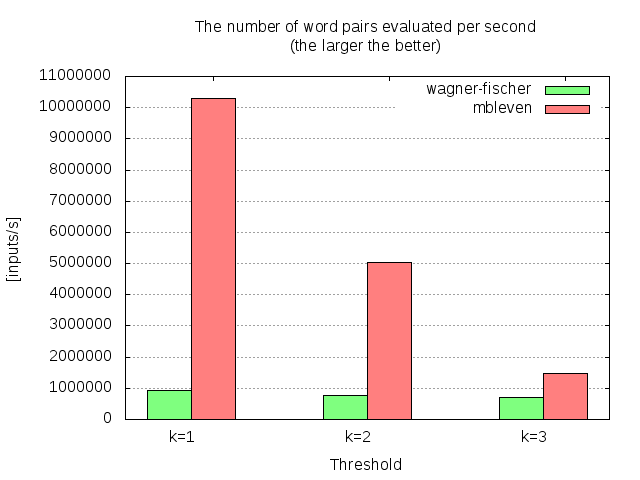 The number of word pairs evaluated per second
(the larger the better)
11000000
10000000
9000000
8000000
7000000
6000000
5000000
4000000
3000000
2000000
1000000
0
[inputs/s]
wagner-fischer
mbleven
k=1
k=2
k=3
Threshold